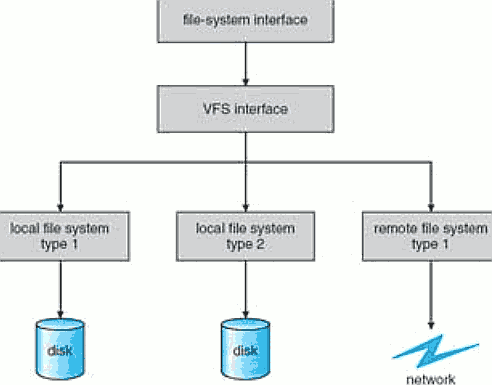 file-system interface
VFS interface
local file system
type 1
local file system
type 2
remote file system
type 1
disk
disk
network